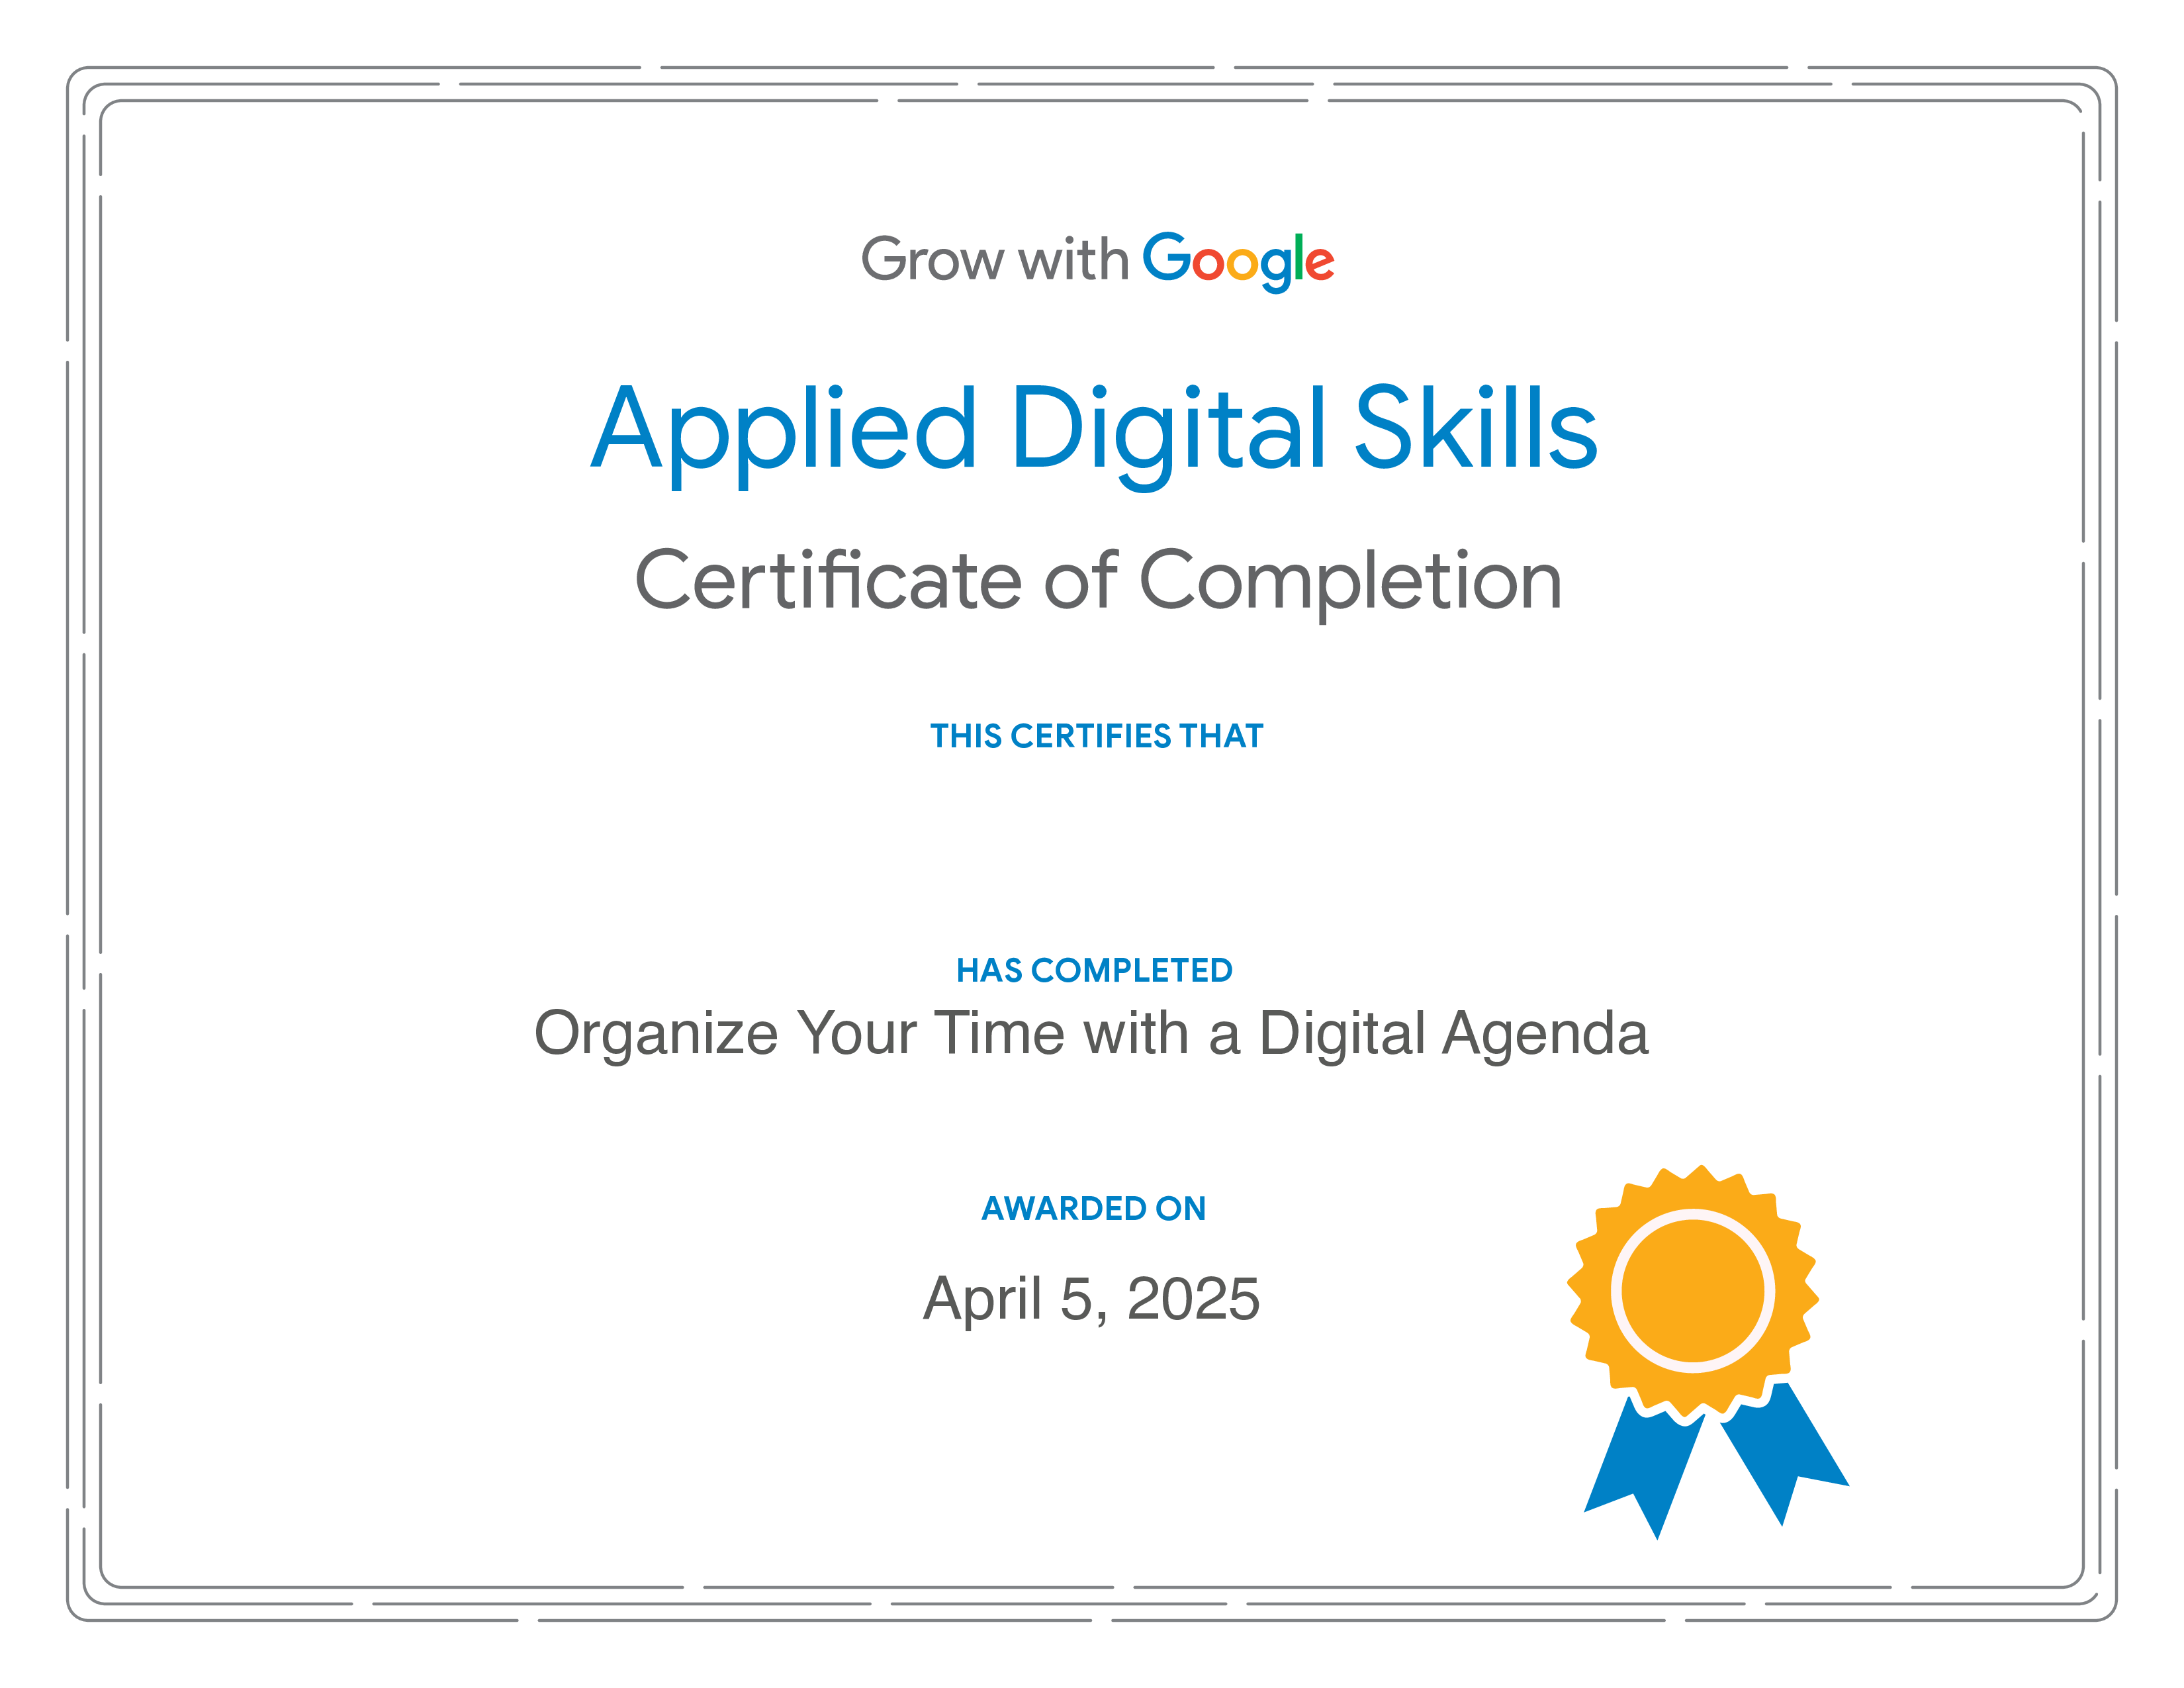 Grow with Google
Applied Digital Skills
Certificate of Completion
THIS CERTIFIES THAT
HAS COMPLETED
Organize Your Time with a Digital Agenda
AWARDED ON
April 5, 2025